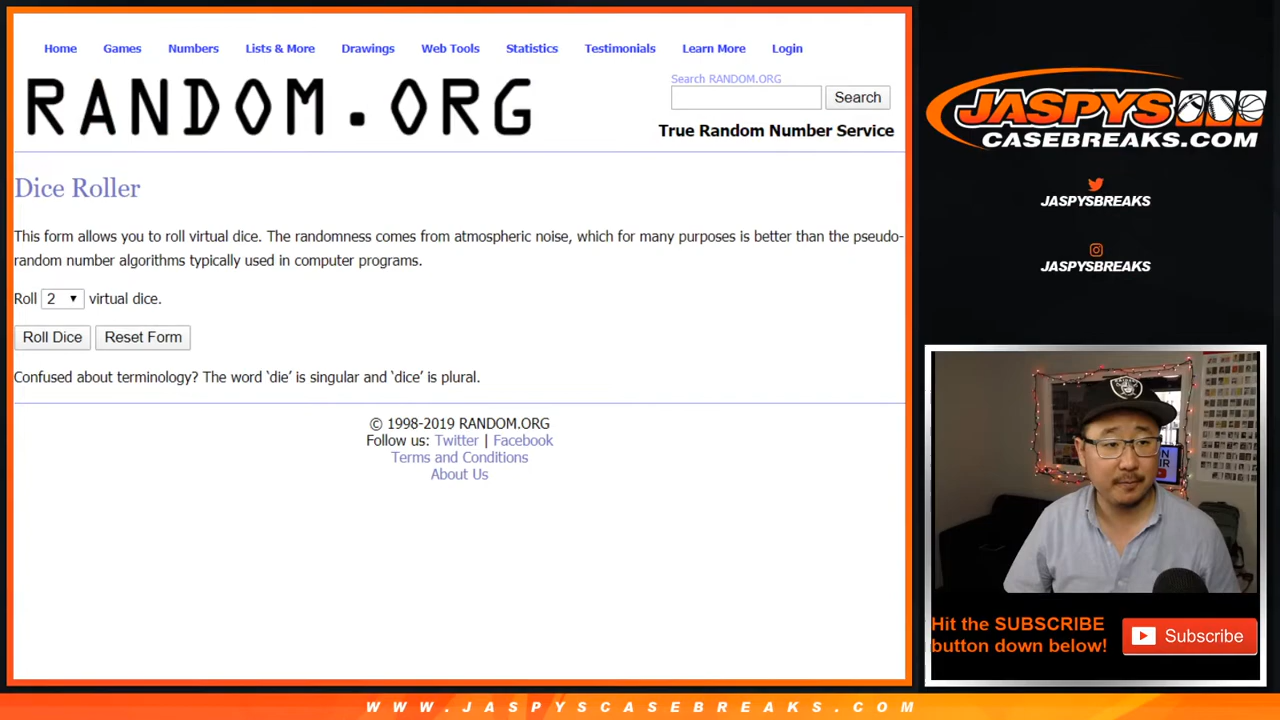 Home Games Numbers Lists & More Drawings Web Tools Statistics Testimonials Learn More Login
RANDOM.ORG
Search RANDOM.ORG
Search
True Random Number Service
Dice Roller
This form allows you to roll virtual dice. The randomness comes from atmospheric noise, which for many purposes is better than the pseudo-
random number algorithms typically used in computer programs.
Roll 2 virtual dice.
Roll Dice Reset Form
Confused about terminology? The word ‘die’ is singular and ‘dice’ is plural.
© 1998-2019 RANDOM.ORG
Follow us: Twitter | Facebook
Terms and Conditions
About Us
JASPYS
CASEBREAKS.COM
JASPYSBREAKS
JASPYSBREAKS
Hit the SUBSCRIBE
button down below!
Subscribe
WWW.JASPYSCASEBREAKS.COM